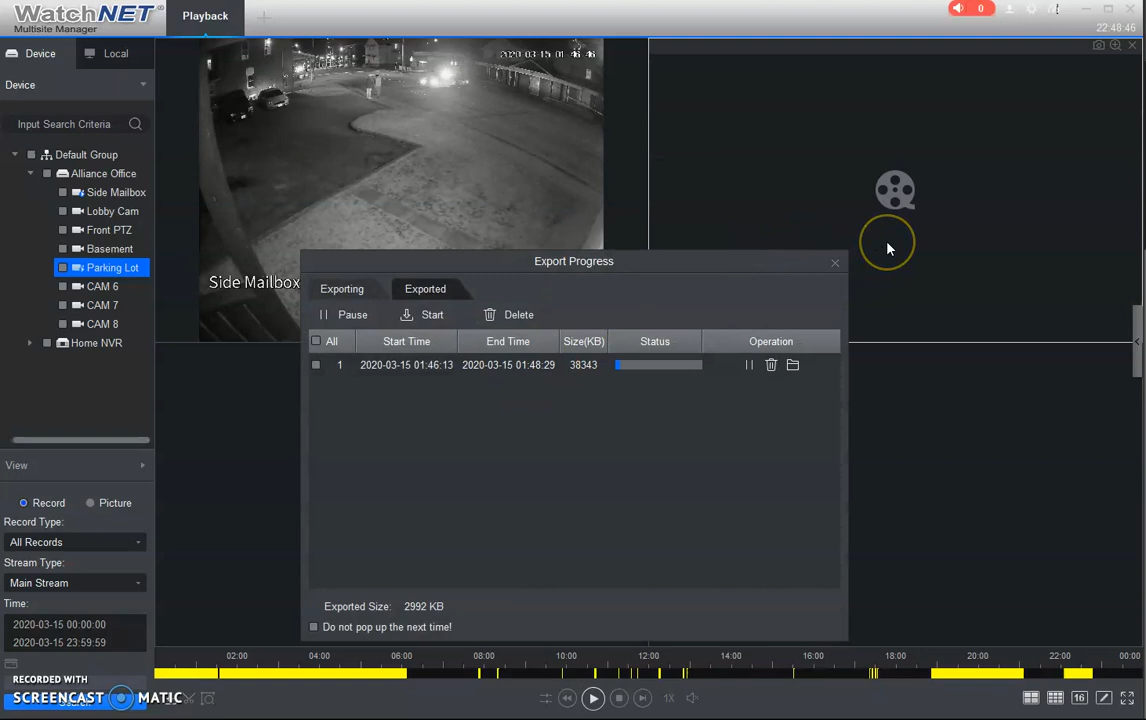 WatchNET®
Multisite Manager
Playback
0
22:48:46
Device
Local
Device
Input Search Criteria
Default Group
Alliance Office
Side Mailbox
Lobby Cam
Front PTZ
Basement
Parking Lot
CAM 6
CAM 7
CAM 8
Home NVR
View
Record
Picture
Record Type:
All Records
Stream Type:
Main Stream
Time:
2020-03-15 00:00:00
2020-03-15 23:59:59
RECORDED WITH
SCREENCAST MATIC
2020-03-15 01:46:46
Side Mailbox
Export Progress
Exporting
Exported
Pause
Start
Delete
All Start Time End Time Size(KB) Status Operation
1 2020-03-15 01:46:13 2020-03-15 01:48:29 38343
Exported Size: 2992 KB
Do not pop up the next time!
02:00 04:00 06:00 08:00 10:00 12:00 14:00 16:00 18:00 20:00 22:00 00:00
1X
16